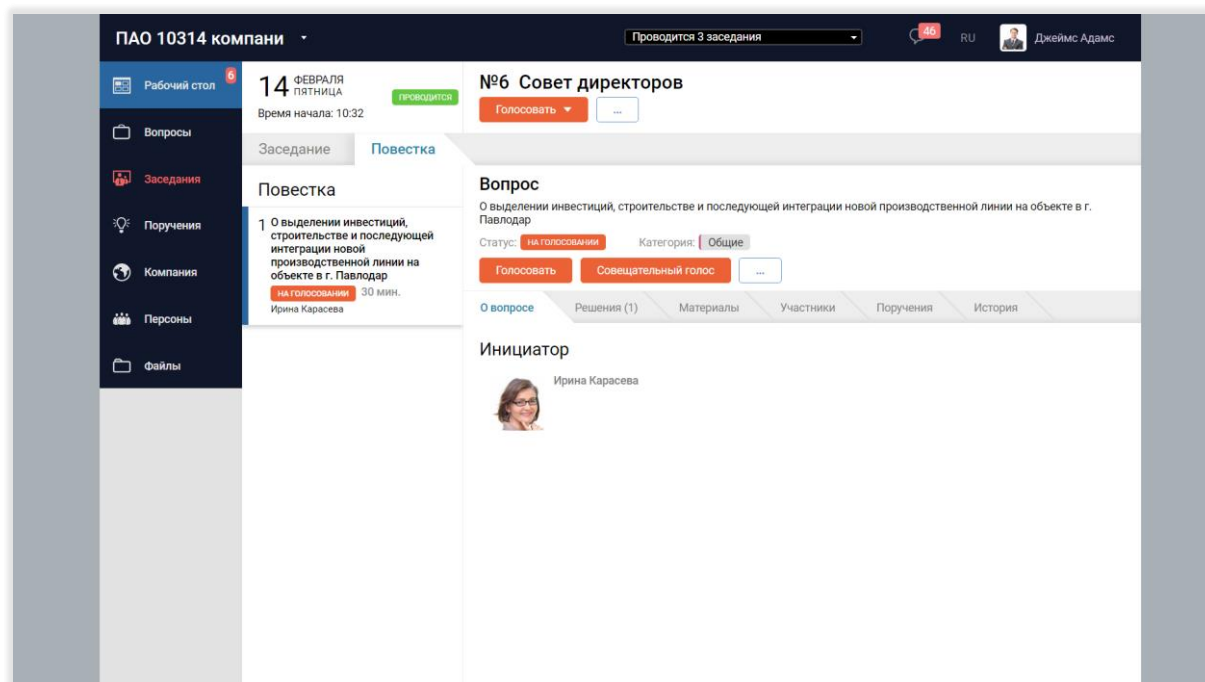 ПАО 10314 компани
Проводится 3 заседания
46
RU
Джеймс Адамс
Рабочий стол
6
Вопросы
Заседания
Поручения
Компания
Персоны
Файлы
14 ФЕВРАЛЯ
ПЯТНИЦА
ПРОВОДИТСЯ
Время начала: 10:32
№6 Совет директоров
Голосовать
...
Заседание
Повестка
Повестка
1 О выделении инвестиций,
строительстве и последующей
интеграции новой
производственной линии на
объекте в г. Павлодар
НА ГОЛОСОВАНИИ 30 мин.
Ирина Карасева
Вопрос
О выделении инвестиций, строительстве и последующей интеграции новой производственной линии на объекте в г.
Павлодар
Статус: НА ГОЛОСОВАНИИ Категория: Общие
Голосовать Совещательный голос ...
О вопросе Решения (1) Материалы Участники Поручения История
Инициатор
Ирина Карасева